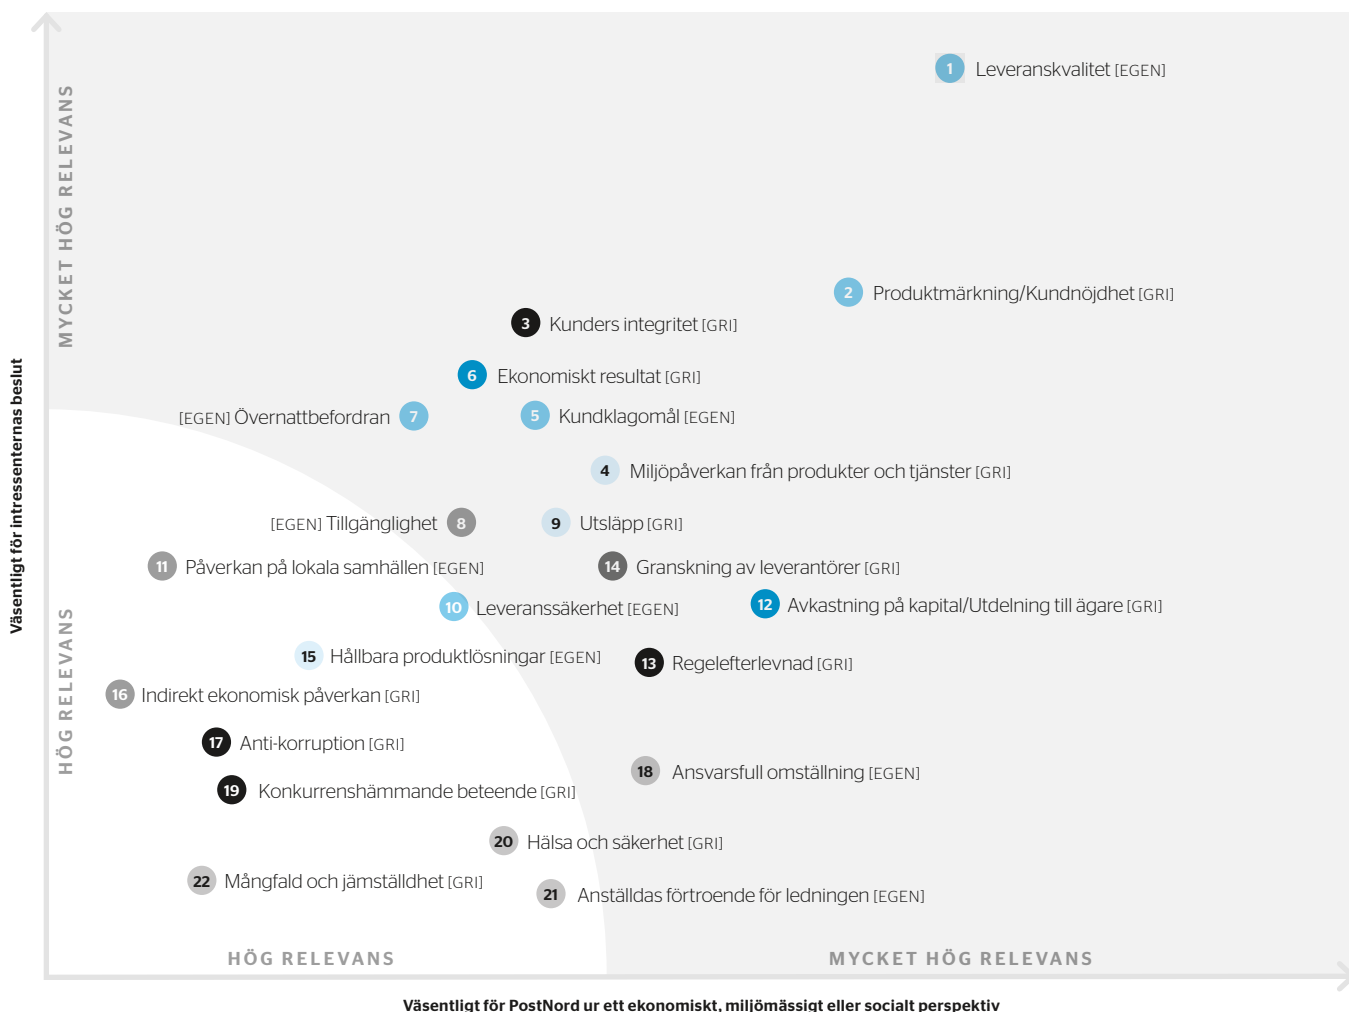 MYCKET HÖG RELEVANS
HÖG RELEVANS
Väsentligt för intressenternas beslut
1 Leveranskvalitet [EGEN]
2 Produktmärkning/Kundnöjdhet [GRI]
3 Kunders integritet [GRI]
6 Ekonomiskt resultat [GRI]
[EGEN] Övernattbefordran 7
5 Kundklagomål [EGEN]
4 Miljöpåverkan från produkter och tjänster [GRI]
[EGEN] Tillgänglighet 8
9 Utsläpp [GRI]
11 Påverkan på lokala samhällen [EGEN]
14 Granskning av leverantörer [GRI]
10 Leveranssäkerhet [EGEN]
12 Avkastning på kapital/Utdelning till ägare [GRI]
15 Hållbara produktlösningar [EGEN]
13 Regelefterlevnad [GRI]
16 Indirekt ekonomisk påverkan [GRI]
17 Anti-korruption [GRI]
18 Ansvarsfull omställning [EGEN]
19 Konkurrenshämmande beteende [GRI]
20 Hälsa och säkerhet [GRI]
22 Mångfald och jämställdhet [GRI]
21 Anställdas förtroende för ledningen [EGEN]
HÖG RELEVANS
MYCKET HÖG RELEVANS
Väsentligt för PostNord ur ett ekonomiskt, miljömässigt eller socialt perspektiv